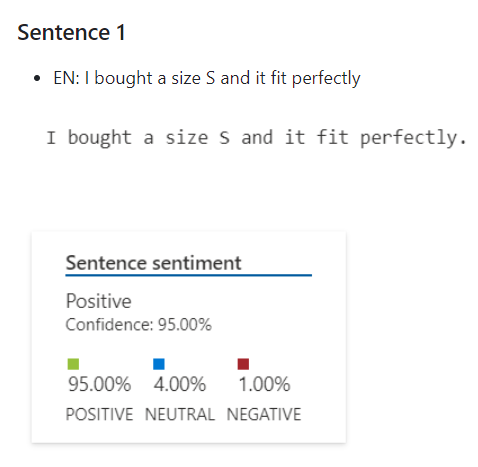 Sentence 1
• EN: I bought a size S and it fit perfectly
I bought a size S and it fit perfectly.
Sentence sentiment
Positive
Confidence: 95.00%
95.00% 4.00% 1.00%
POSITIVE NEUTRAL NEGATIVE